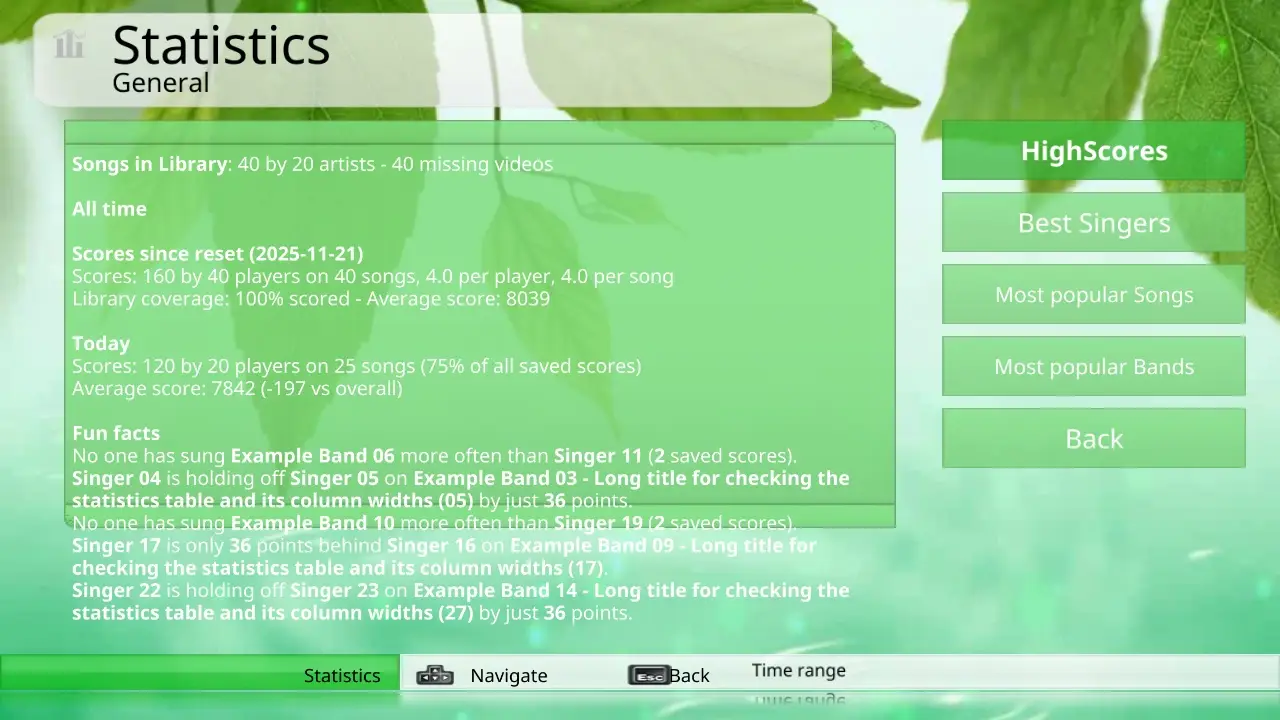 Statistics
General
Songs in Library: 40 by 20 artists - 40 missing videos
All time
Scores since reset (2025-11-21)
Scores: 160 by 40 players on 40 songs, 4.0 per player, 4.0 per song
Library coverage: 100% scored - Average score: 8039
Today
Scores: 120 by 20 players on 25 songs (75% of all saved scores)
Average score: 7842 (-197 vs overall)
Fun facts
No one has sung Example Band 06 more often than Singer 11 (2 saved scores).
Singer 04 is holding off Singer 05 on Example Band 03 - Long title for checking the
statistics table and its column widths (05) by just 36 points.
No one has sung Example Band 10 more often than Singer 19 (2 saved scores).
Singer 17 is only 36 points behind Singer 16 on Example Band 09 - Long title for
checking the statistics table and its column widths (17).
Singer 22 is holding off Singer 23 on Example Band 14 - Long title for checking the
statistics table and its column widths (27) by just 36 points.
HighScores
Best Singers
Most popular Songs
Most popular Bands
Back
Statistics
Navigate
Esc Back
Time range